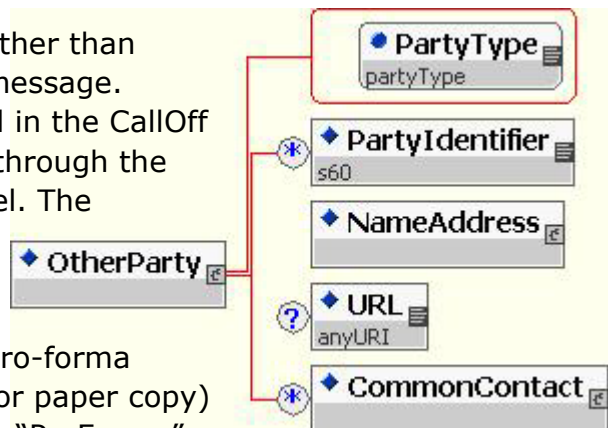 ther than
nessage.
in the CallOff
through the
el. The
ro-forma
or paper copy)
OtherParty
PartyType
partyType
PartyIdentifier
s60
NameAddress
URL
anyURI
CommonContact
*
?
*